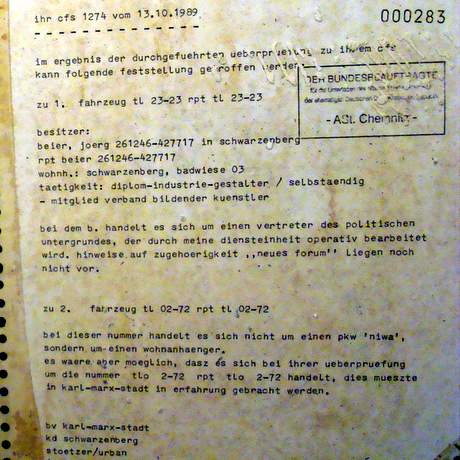 ihr cfs 1274 vom 13.10.1989
000283
im ergebnis der durchgefuehrten ueberpruefung zu ihrem cfs
kann folgende feststellung getroffen werden:
DER BUNDESBEAUFTRAGTE
für die Unterlagen des
der ehemaligen Deutschen
- ASt. Chemnitz -
zu 1. fahrzeug tl 23-23 rpt tl 23-23
besitzer:
beier, joerg 261246-427717 in schwarzenberg
rpt beier 261246-427717
wohnh.: schwarzenberg, badwiese 03
taetigkeit: diplom-industrie-gestalter / selbstaendig
- mitglied verband bildender kuenstler
bei dem b. handelt es sich um einen vertreter des politischen
untergrundes, der durch meine diensteinheit operativ bearbeitet
wird. hinweise auf zugehoerigkeit ,,neues forum'' liegen noch
nicht vor.
zu 2. fahrzeug tl 02-72 rpt tl 02-72
bei dieser nummer handelt es sich nicht um einen pkw 'niwa',
sondern um einen wohnanhaenger.
es waere aber moeglich, dasz es sich bei ihrer ueberpruefung
um die nummer tlo 2-72 rpt tlo 2-72 handelt, dies mueszte
in karl-marx-stadt in erfahrung gebracht werden.
bv karl-marx-stadt
kd schwarzenberg
stoetzer/urban